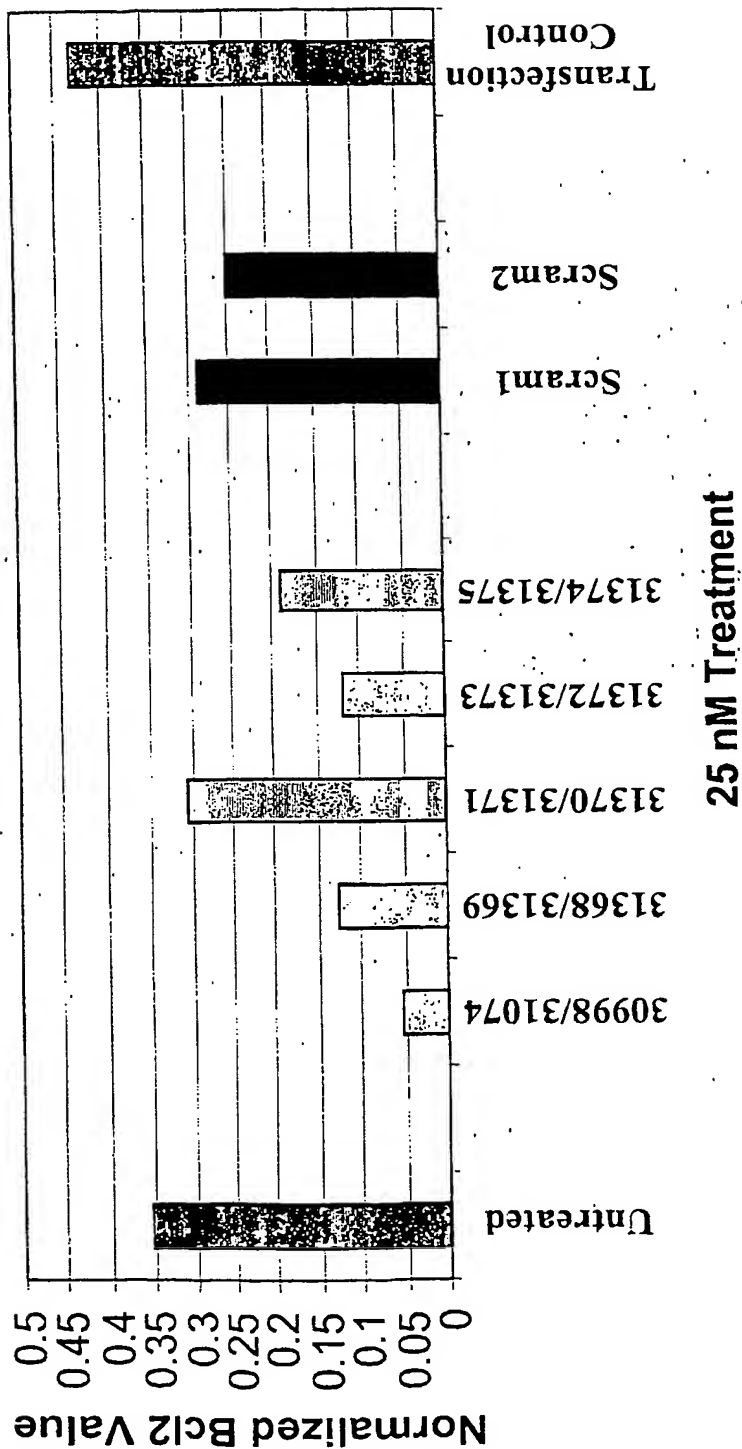 Normalized Bcl2 Value
0.5
0.45
0.4
0.35
0.3
0.25
0.2
0.15
0.1
0.05
0
Untreated
30998/31074
31368/31369
31370/31371
31372/31373
31374/31375
Scram1
Scram2
Transfection
Control
25 nM Treatment